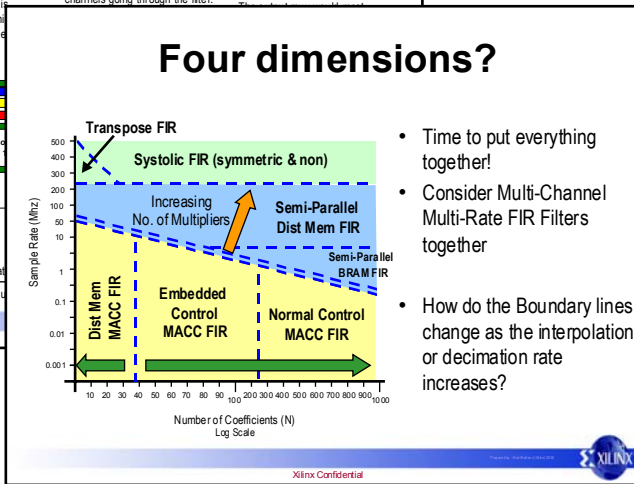 channels going through the filter.
Four dimensions?
Transpose FIR
Systolic FIR (symmetric & non)
Increasing
No. of Multipliers
Semi-Parallel
Dist Mem FIR
Semi-Parallel
BRAM FIR
Dist Mem
MACC FIR
Embedded
Control
MACC FIR
Normal Control
MACC FIR
Sample Rate (Mhz)
500
400
300
200
100
50
10
1
0.1
0.01
0.001
10 20 30 40 50 60 70 80 90 100 200 300 400 500 600 700 800 900 1000
Number of Coefficients (N)
Log Scale
• Time to put everything
together!
• Consider Multi-Channel
Multi-Rate FIR Filters
together
• How do the Boundary lines
change as the interpolation
or decimation rate
increases?
Xilinx Confidential
XILINX